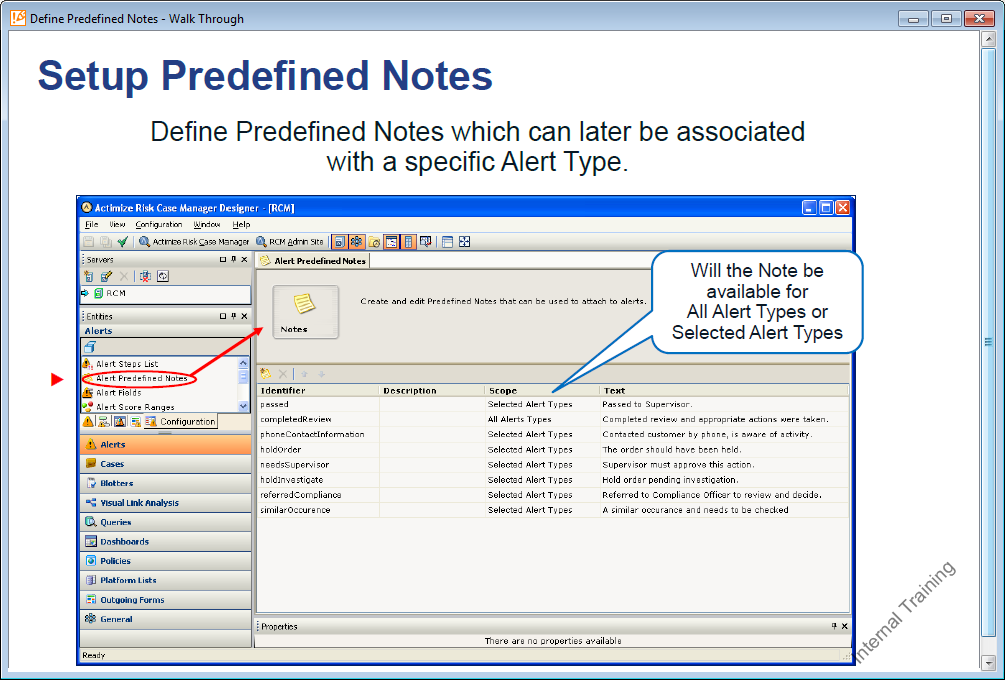 Define Predefined Notes - Walk Through
Setup Predefined Notes
Define Predefined Notes which can later be associated
with a specific Alert Type.
Actimize Risk Case Manager Designer - [RCM]
File View Configuration Window Help
Actimize Risk Case Manager RCM Admin Site
Servers
RCM
Entities
Alerts
Alert Steps List
Alert Predefined Notes
Alert Fields
Alert Score Ranges
Configuration
Alerts
Cases
Blotters
Visual Link Analysis
Queries
Dashboards
Policies
Platform Lists
Outgoing Forms
General
Alert Predefined Notes
Notes
Create and edit Predefined Notes that can be used to attach to alerts.
Will the Note be
available for
All Alert Types or
Selected Alert Types
Identifier Description Scope Text
passed Selected Alert Types Passed to Supervisor.
completedReview All Alerts Types Completed review and appropriate actions were taken.
phoneContactInformation Selected Alert Types Contacted customer by phone, is aware of activity.
holdOrder Selected Alert Types The order should have been held.
needsSupervisor Selected Alert Types Supervisor must approve this action.
holdInvestigate Selected Alert Types Hold order pending investigation.
referredCompliance Selected Alert Types Referred to Compliance Officer to review and decide.
similarOccurence Selected Alert Types A similar occurance and needs to be checked
Properties
There are no properties available
Ready
Internal Training